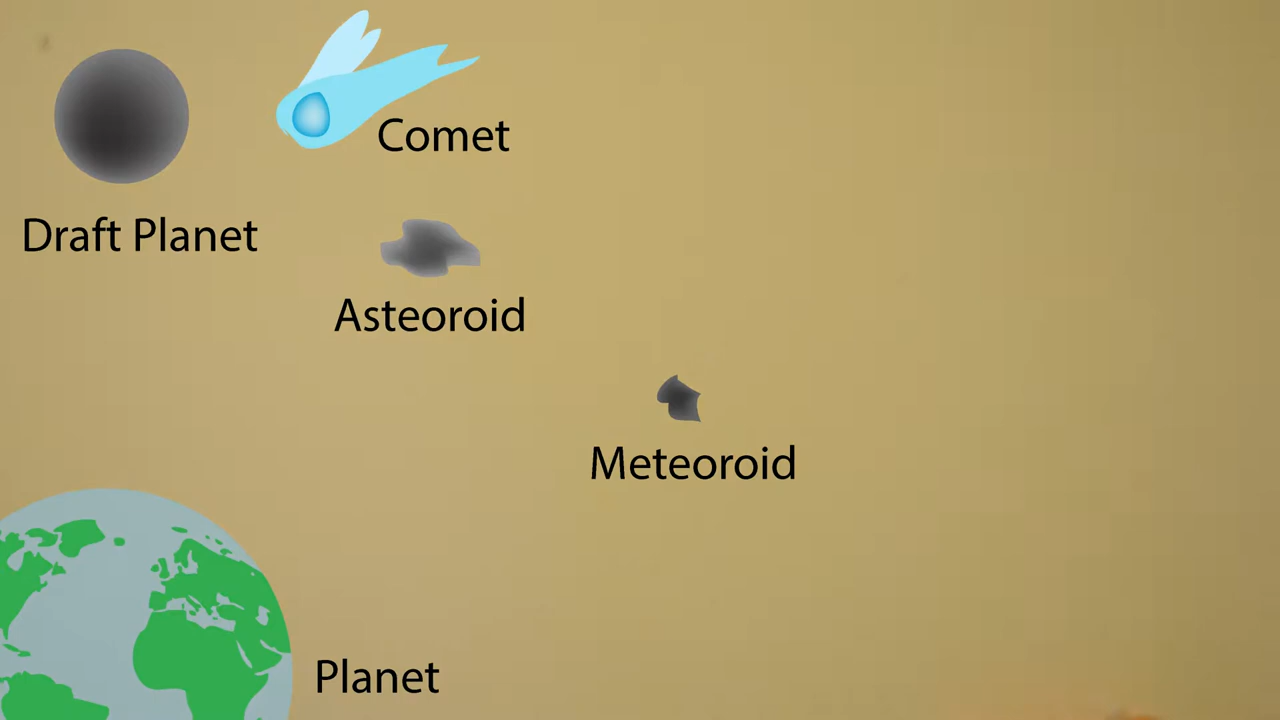 Comet
Draft Planet
Asteoroid
Meteoroid
Planet